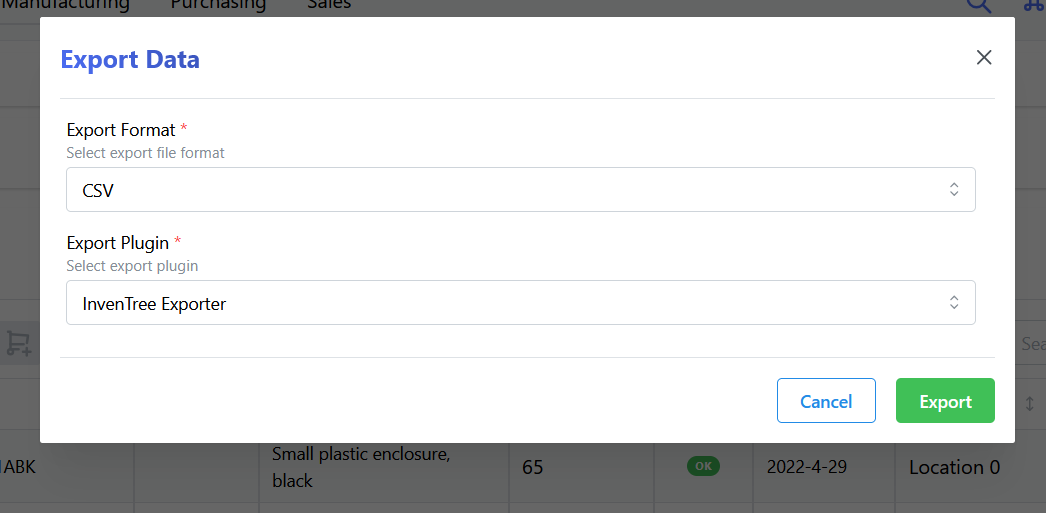 Manufacturing Purchasing Sales
Export Data
Export Format *
Select export file format
CSV
Export Plugin *
Select export plugin
InvenTree Exporter
Cancel Export
ABK
Small plastic enclosure,
black
65
OK
2022-4-29
Location 0